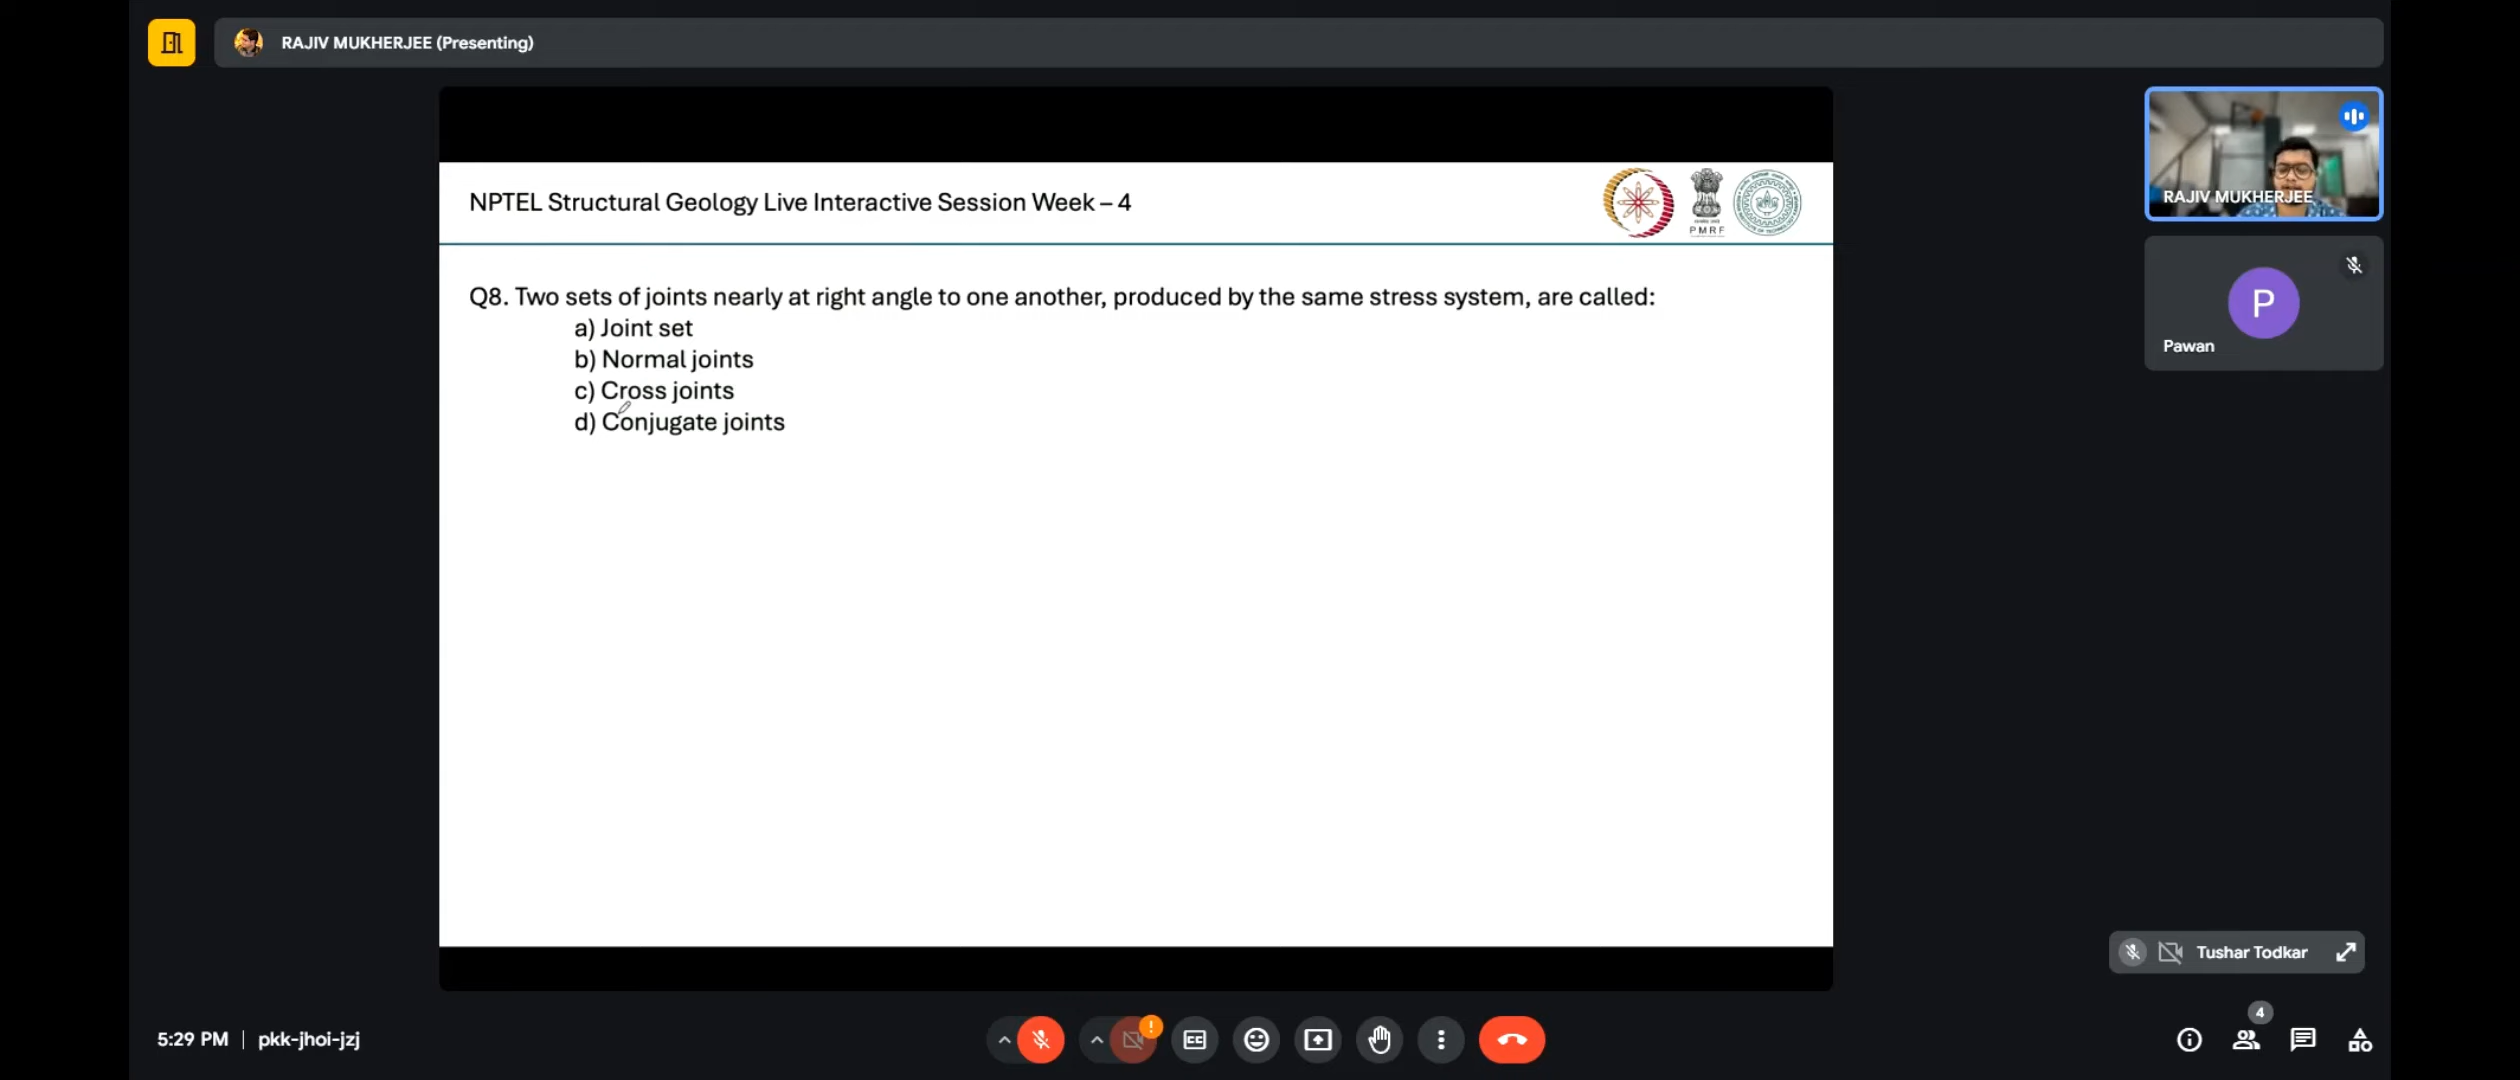 RAJIV MUKHERJEE (Presenting)
NPTEL Structural Geology Live Interactive Session Week – 4
PMRF
Q8. Two sets of joints nearly at right angle to one another, produced by the same stress system, are called:
a) Joint set
b) Normal joints
c) Cross joints
d) Conjugate joints
RAJIV MUKHERJEE
P
Pawan
Tushar Todkar
5:29 PM | pkk-jhoi-jzj
!
CC
4